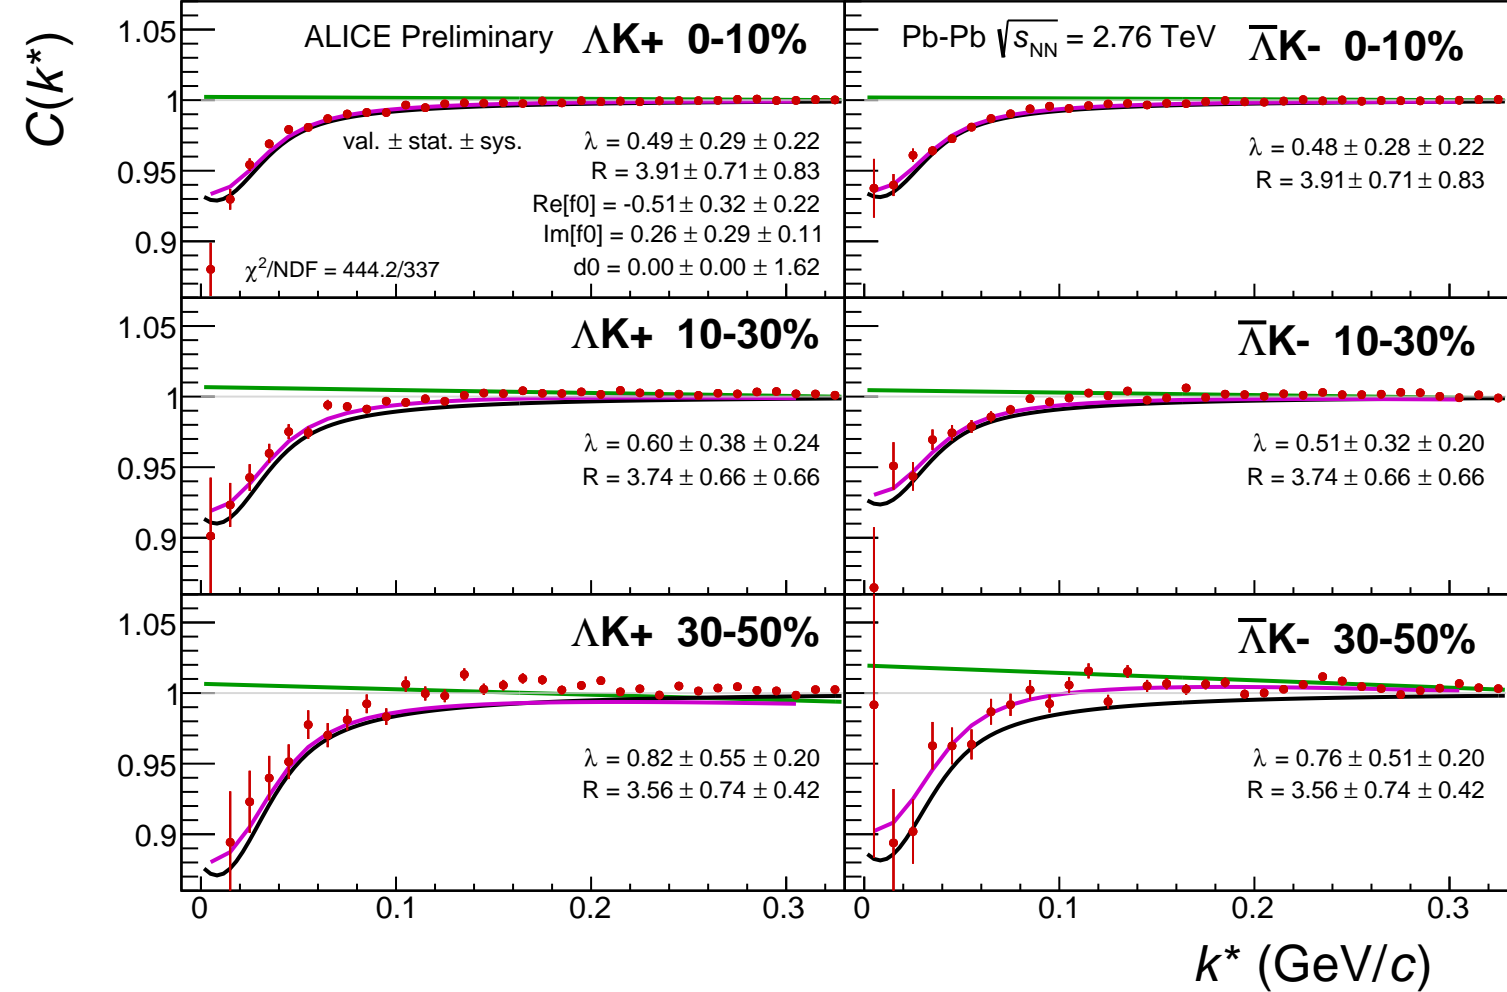 C(k*)
ALICE Preliminary ΛK+ 0-10%
1.05
1
0.95
0.9
val. ± stat. ± sys.
λ = 0.49 ± 0.29 ± 0.22
R = 3.91± 0.71 ± 0.83
Re[f0] = -0.51± 0.32 ± 0.22
Im[f0] = 0.26 ± 0.29 ± 0.11
d0 = 0.00 ± 0.00 ± 1.62
χ²/NDF = 444.2/337
Pb-Pb √sNN = 2.76 TeV Λ̅K- 0-10%
λ = 0.48 ± 0.28 ± 0.22
R = 3.91± 0.71 ± 0.83
ΛK+ 10-30%
1.05
1
0.95
0.9
λ = 0.60 ± 0.38 ± 0.24
R = 3.74 ± 0.66 ± 0.66
Λ̅K- 10-30%
λ = 0.51± 0.32 ± 0.20
R = 3.74 ± 0.66 ± 0.66
ΛK+ 30-50%
1.05
1
0.95
0.9
λ = 0.82 ± 0.55 ± 0.20
R = 3.56 ± 0.74 ± 0.42
Λ̅K- 30-50%
λ = 0.76 ± 0.51 ± 0.20
R = 3.56 ± 0.74 ± 0.42
0 0.1 0.2 0.3
0 0.1 0.2 0.3
k* (GeV/c)